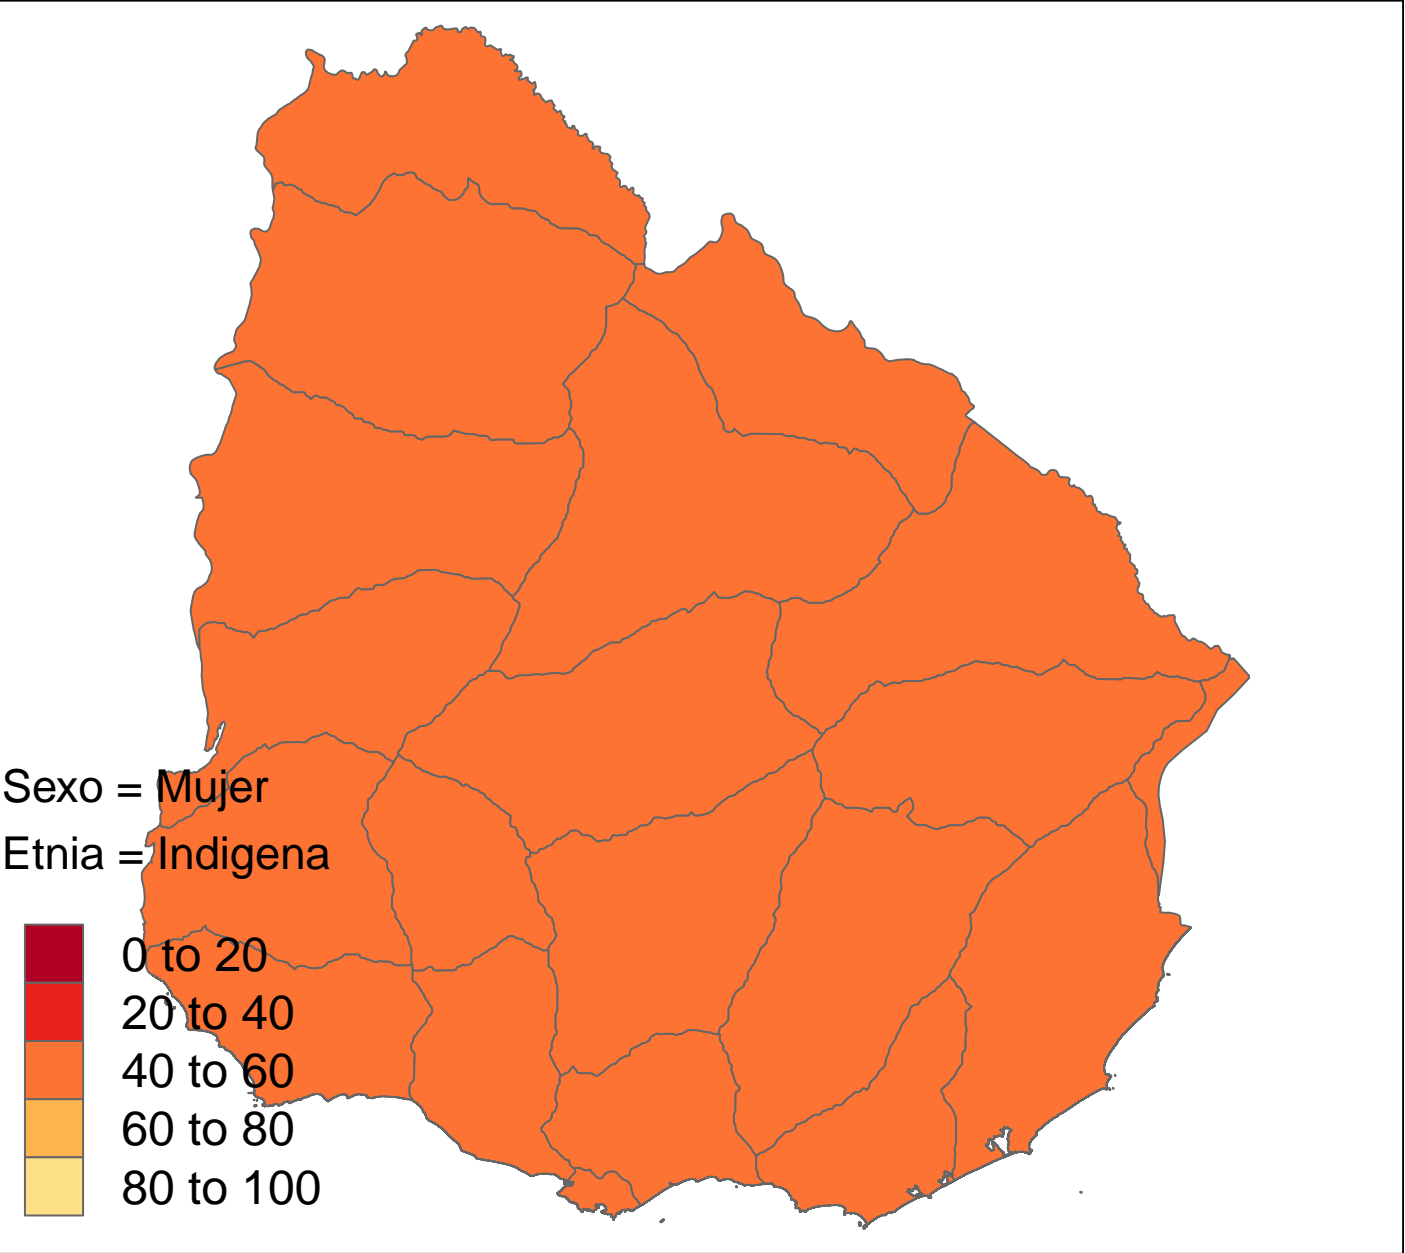 Sexo = Mujer
Etnia = Indigena
0 to 20
20 to 40
40 to 60
60 to 80
80 to 100